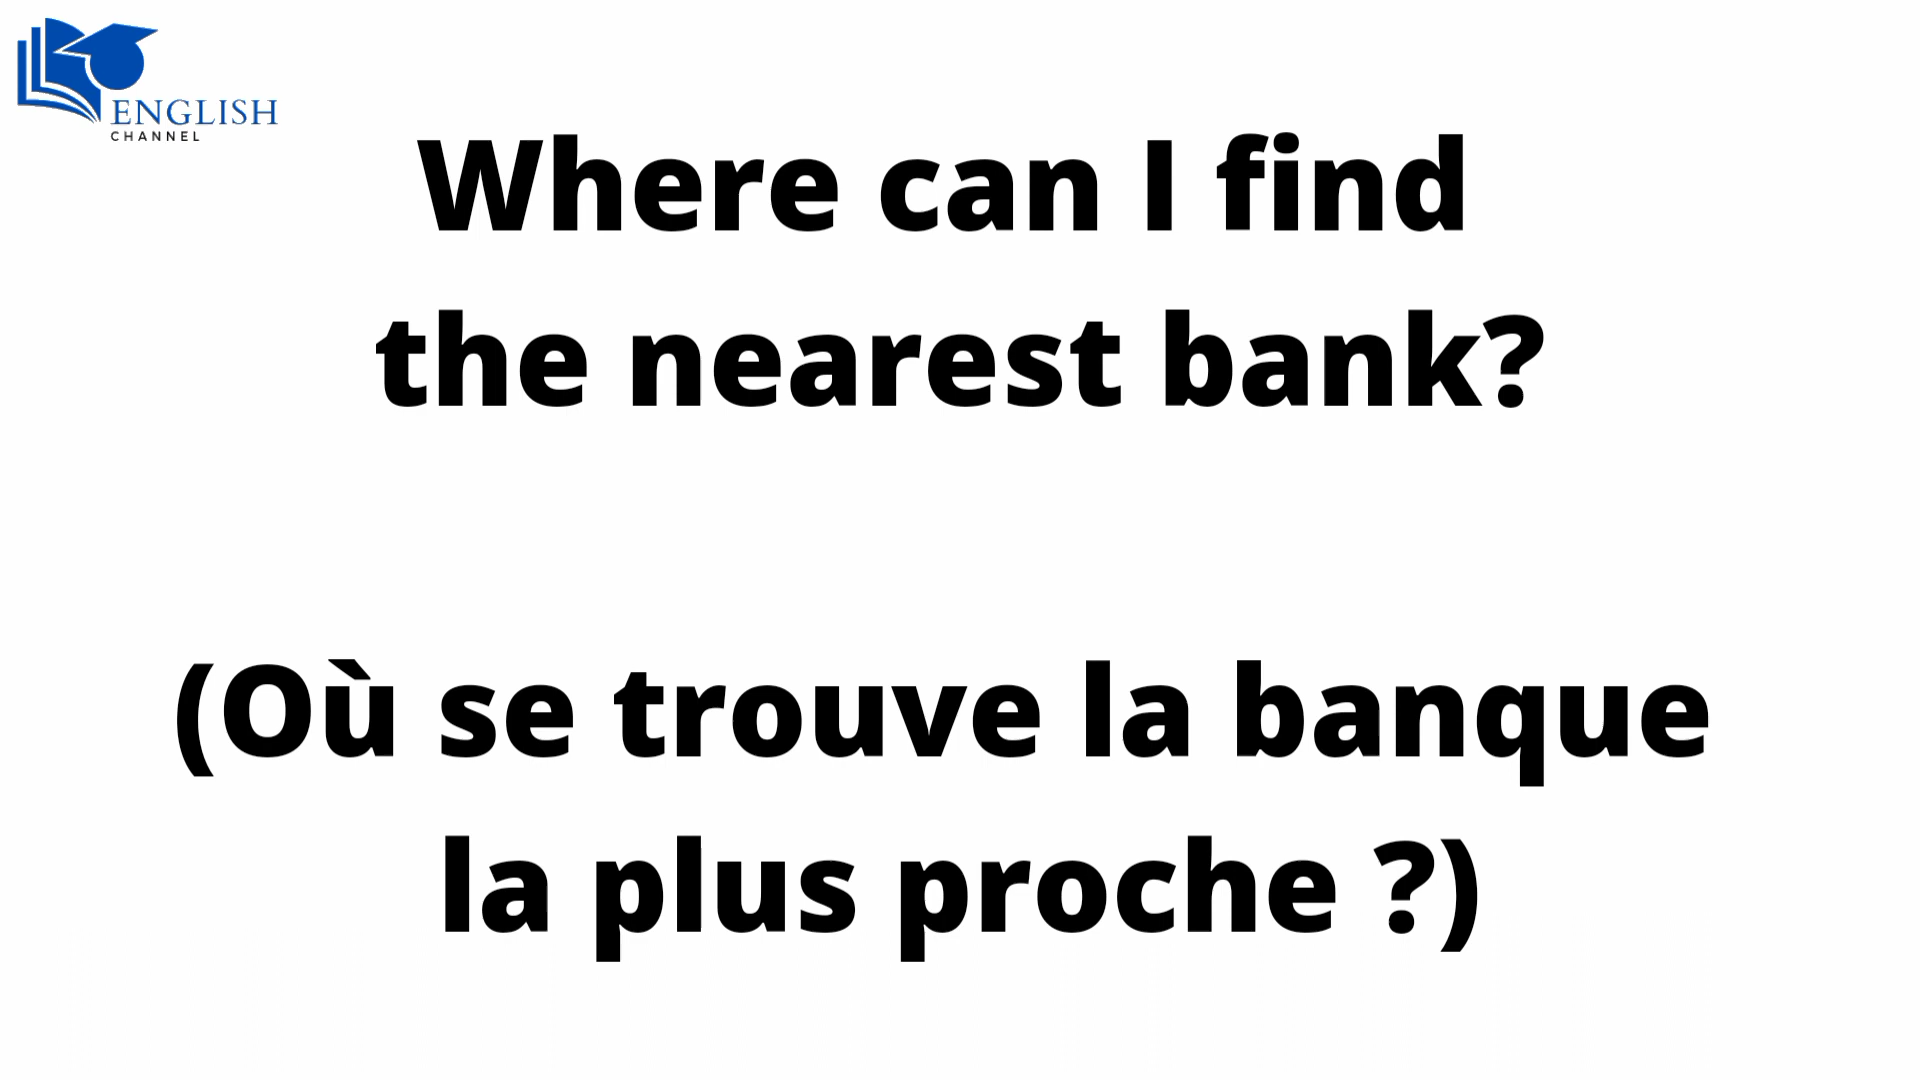 ENGLISH
CHANNEL
Where can I find
the nearest bank?
(Où se trouve la banque
la plus proche ?)